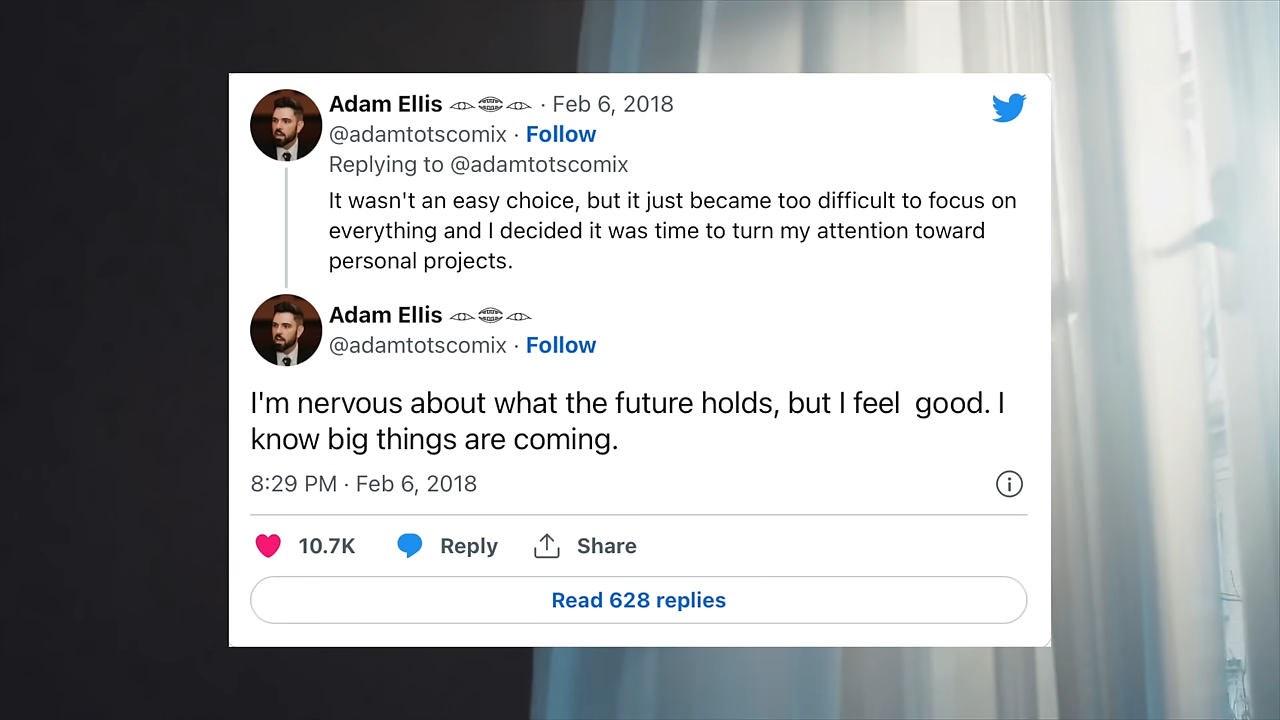 Adam Ellis · Feb 6, 2018
@adamtotscomix · Follow
Replying to @adamtotscomix
It wasn't an easy choice, but it just became too difficult to focus on
everything and I decided it was time to turn my attention toward
personal projects.
Adam Ellis
@adamtotscomix · Follow
I'm nervous about what the future holds, but I feel  good. I
know big things are coming.
8:29 PM · Feb 6, 2018
10.7K Reply Share
Read 628 replies